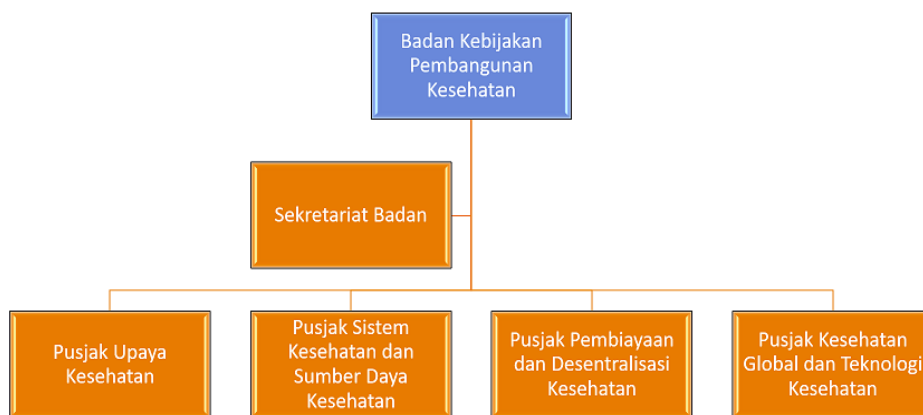 Badan Kebijakan
Pembangunan
Kesehatan
Sekretariat Badan
Pusjak Upaya
Kesehatan
Pusjak Sistem
Kesehatan dan
Sumber Daya
Kesehatan
Pusjak Pembiayaan
dan Desentralisasi
Kesehatan
Pusjak Kesehatan
Global dan Teknologi
Kesehatan